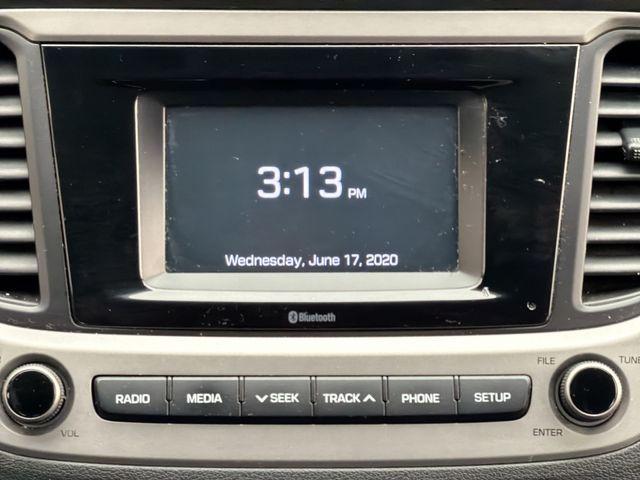 3:13 PM
Wednesday, June 17, 2020
Bluetooth
FILE TUNE
RADIO MEDIA SEEK TRACK PHONE SETUP
VOL ENTER